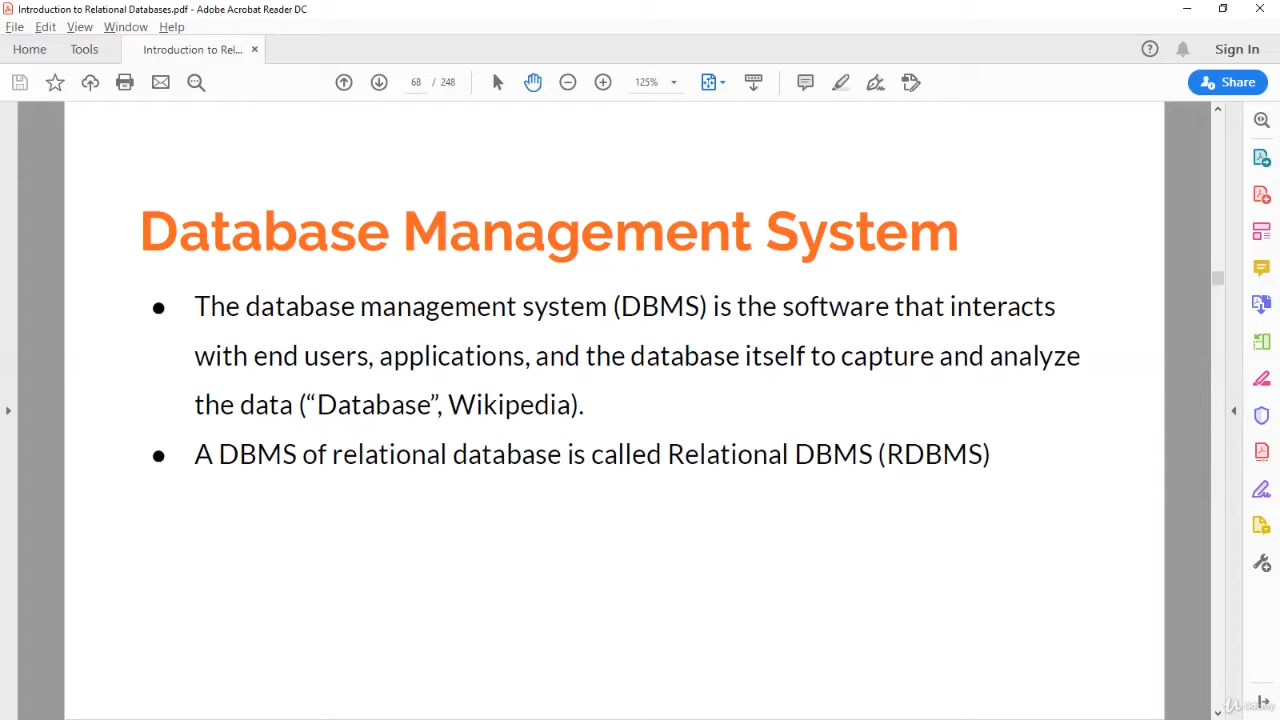 Introduction to Relational Databases.pdf - Adobe Acrobat Reader DC
File Edit View Window Help
Home Tools Introduction to Rel... × Sign In
68 / 248 125% Share
Database Management System
● The database management system (DBMS) is the software that interacts
with end users, applications, and the database itself to capture and analyze
the data (“Database”, Wikipedia).
● A DBMS of relational database is called Relational DBMS (RDBMS)
Udemy